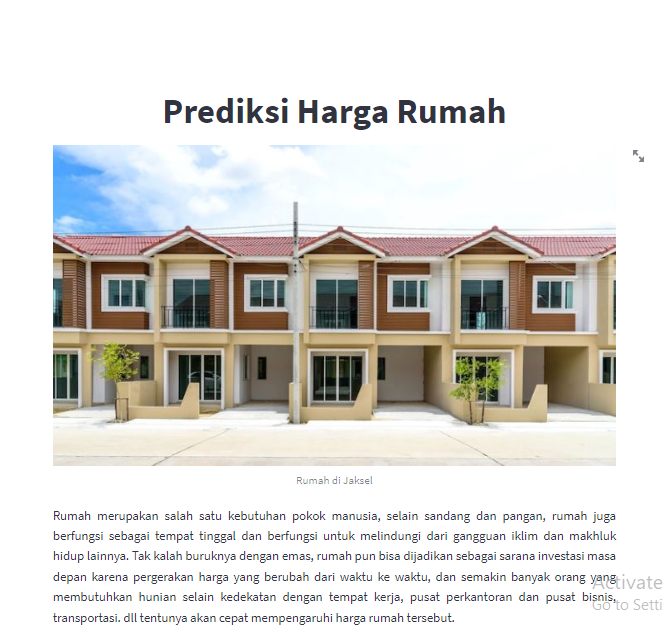 Prediksi Harga Rumah
Rumah di Jaksel
Rumah merupakan salah satu kebutuhan pokok manusia, selain sandang dan pangan, rumah juga
berfungsi sebagai tempat tinggal dan berfungsi untuk melindungi dari gangguan iklim dan makhluk
hidup lainnya. Tak kalah buruknya dengan emas, rumah pun bisa dijadikan sebagai sarana investasi masa
depan karena pergerakan harga yang berubah dari waktu ke waktu, dan semakin banyak orang yang
membutuhkan hunian selain kedekatan dengan tempat kerja, pusat perkantoran dan pusat bisnis,
transportasi. dll tentunya akan cepat mempengaruhi harga rumah tersebut.
Activate
Go to Setti